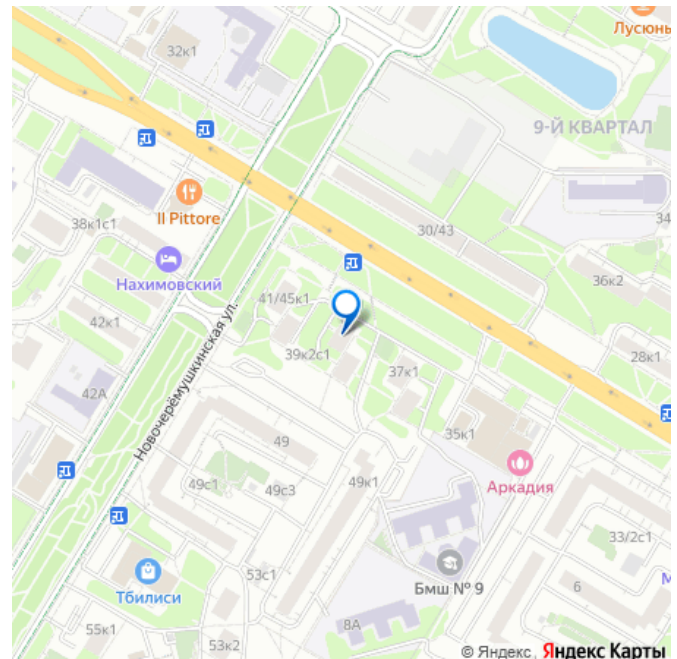 Лусюнь
32к1
9-Й КВАРТАЛ
Il Pittore
38к1с1
30/43
34
Нахимовский
36к2
41/45к1
42к1
Новочерёмушкинская ул.
39к2с1
28к1
37к1
42А
35к1
49
Аркадия
49с1
49с3
49к1
33/2с1
Тбилиси
53с1
Бмш № 9
6
М
55к1
53к2
8А
© Яндекс, Яндекс Карты